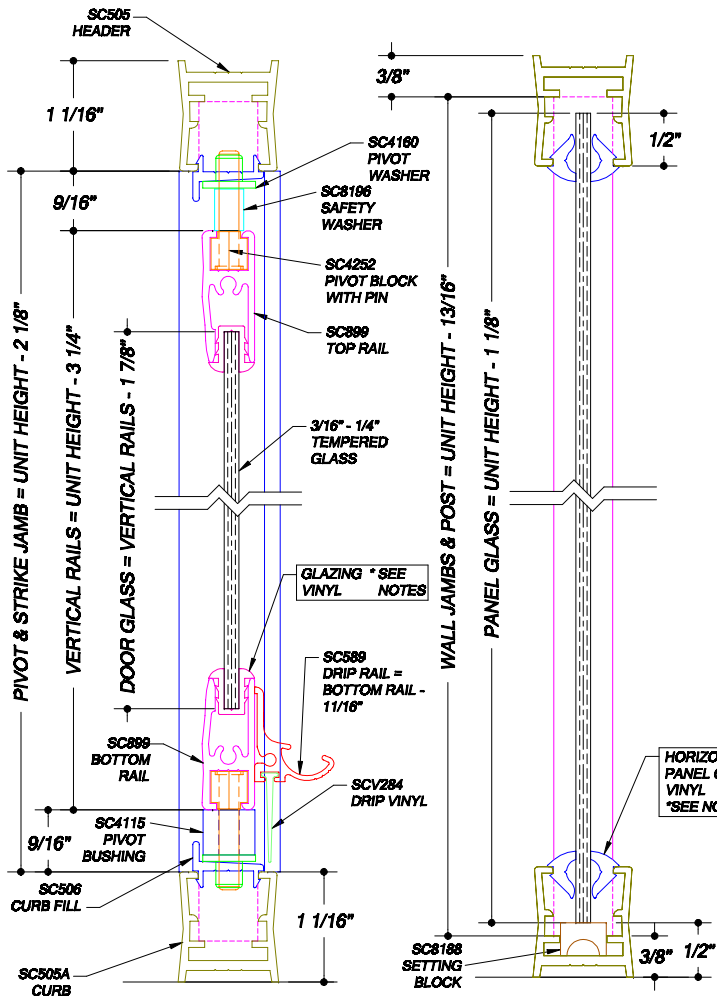 SC505
HEADER
1 1/16"
9/16"
SC4160
PIVOT
WASHER
SC8196
SAFETY
WASHER
SC4252
PIVOT BLOCK
WITH PIN
SC899
TOP RAIL
3/16" - 1/4"
TEMPERED
GLASS
PIVOT & STRIKE JAMB = UNIT HEIGHT - 2 1/8"
VERTICAL RAILS = UNIT HEIGHT - 3 1/4"
DOOR GLASS = VERTICAL RAILS - 1 7/8"
GLAZING * SEE
VINYL NOTES
SC589
DRIP RAIL =
BOTTOM RAIL -
11/16"
SC899
BOTTOM
RAIL
SCV284
DRIP VINYL
SC4115
PIVOT
BUSHING
9/16"
SC506
CURB FILL
1 1/16"
SC505A
CURB
3/8"
1/2"
WALL JAMBS & POST = UNIT HEIGHT - 13/16"
PANEL GLASS = UNIT HEIGHT - 1 1/8"
HORIZO
PANEL
VINYL
*SEE NO
SC8188
SETTING
BLOCK
3/8"
1/2"